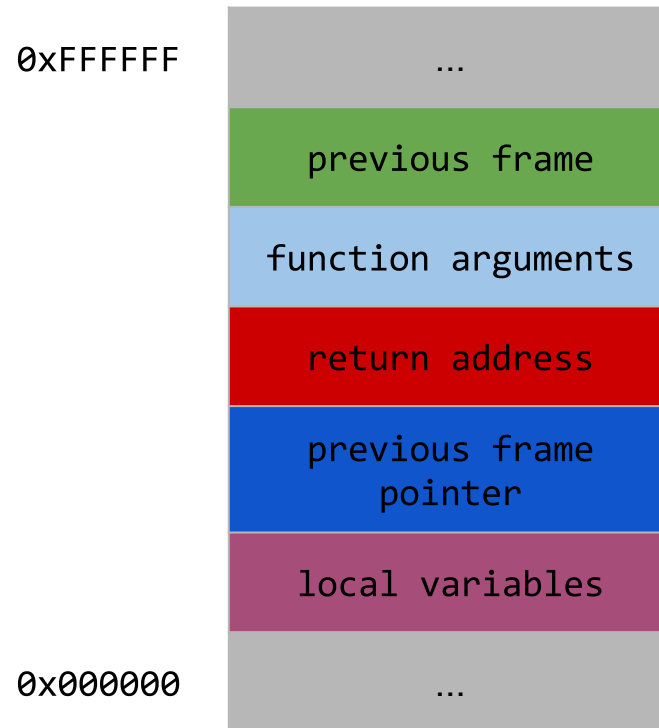 0xFFFFFF
...
previous frame
function arguments
return address
previous frame
pointer
local variables
0x000000
...